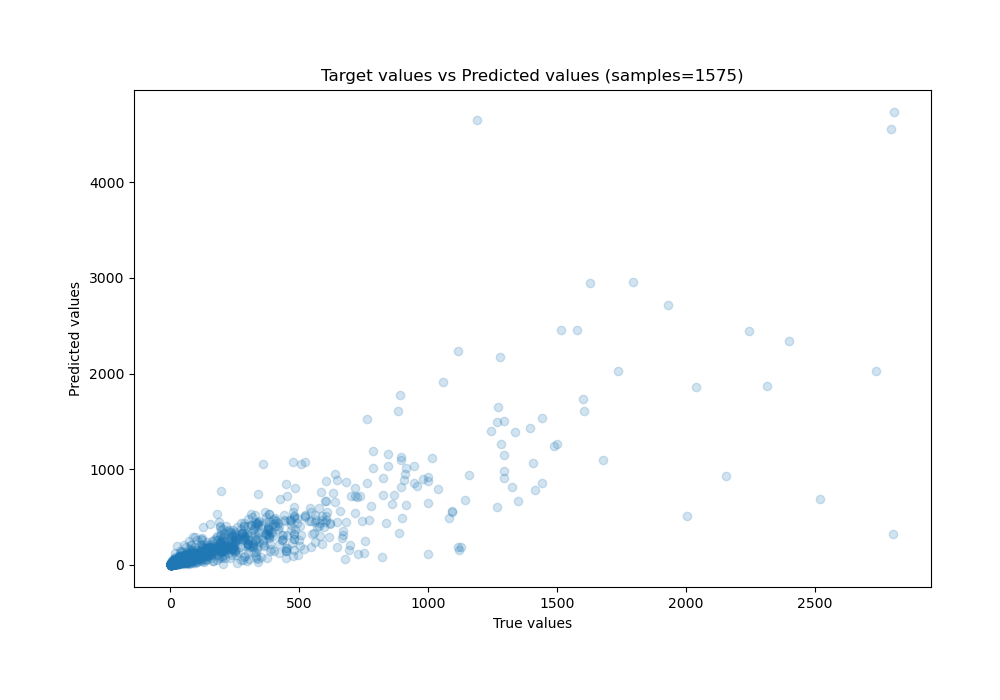 Target values vs Predicted values (samples=1575)
Predicted values
4000
3000
2000
1000
0
0 500 1000 1500 2000 2500
True values